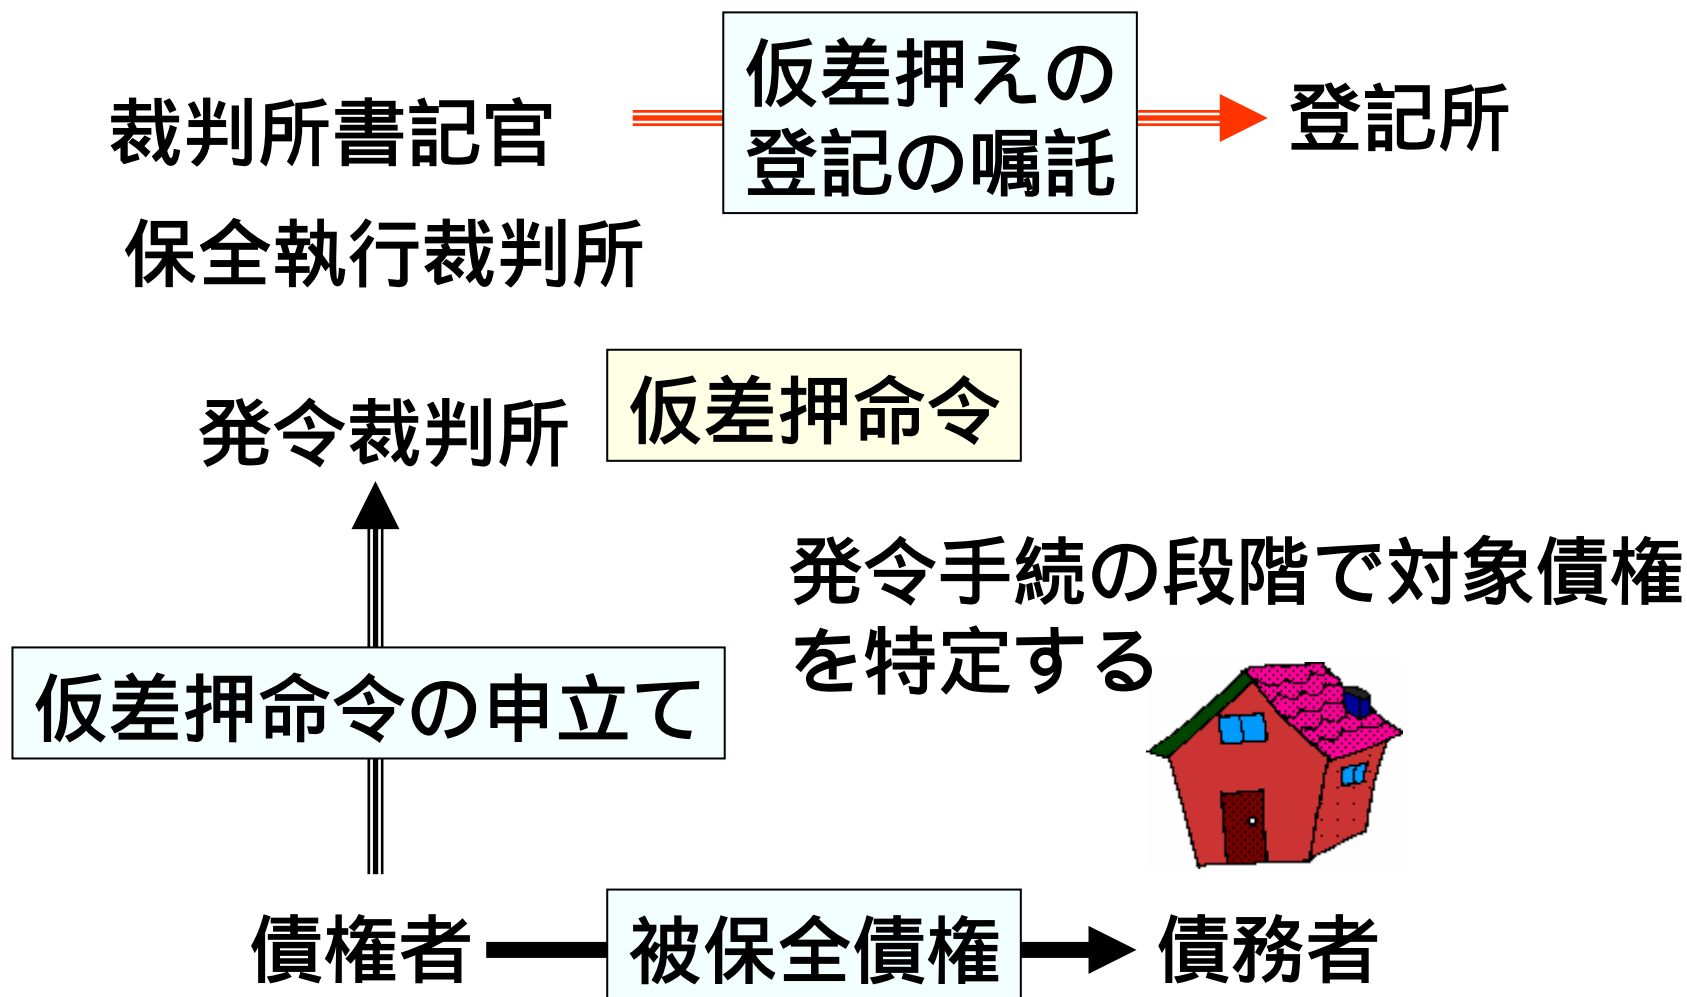 仮差押えの
登記の嘱託
裁判所書記官
登記所
保全執行裁判所
仮差押命令
発令裁判所
発令手続の段階で対象債権
を特定する
仮差押命令の申立て
債権者
被保全債権
債務者